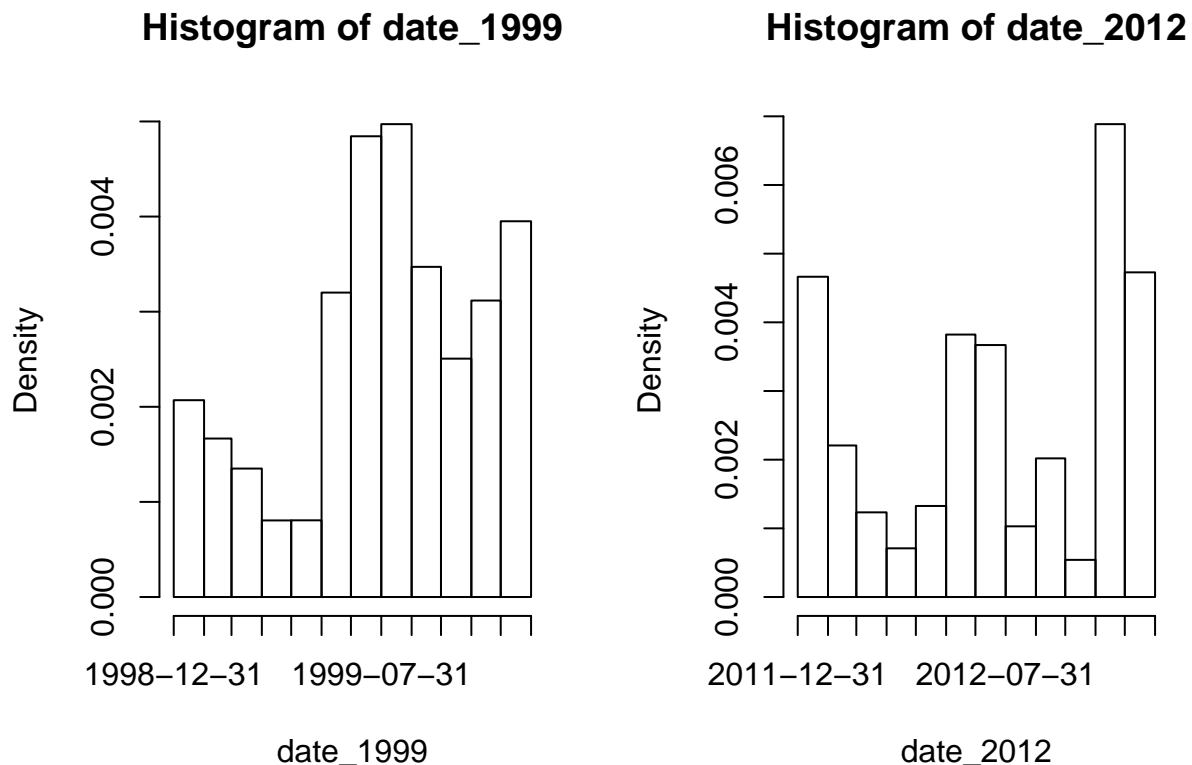 Histogram of date_1999
Density
0.000
0.002
0.004
1998−12−31
1999−07−31
date_1999
Histogram of date_2012
Density
0.000
0.002
0.004
0.006
2011−12−31
2012−07−31
date_2012